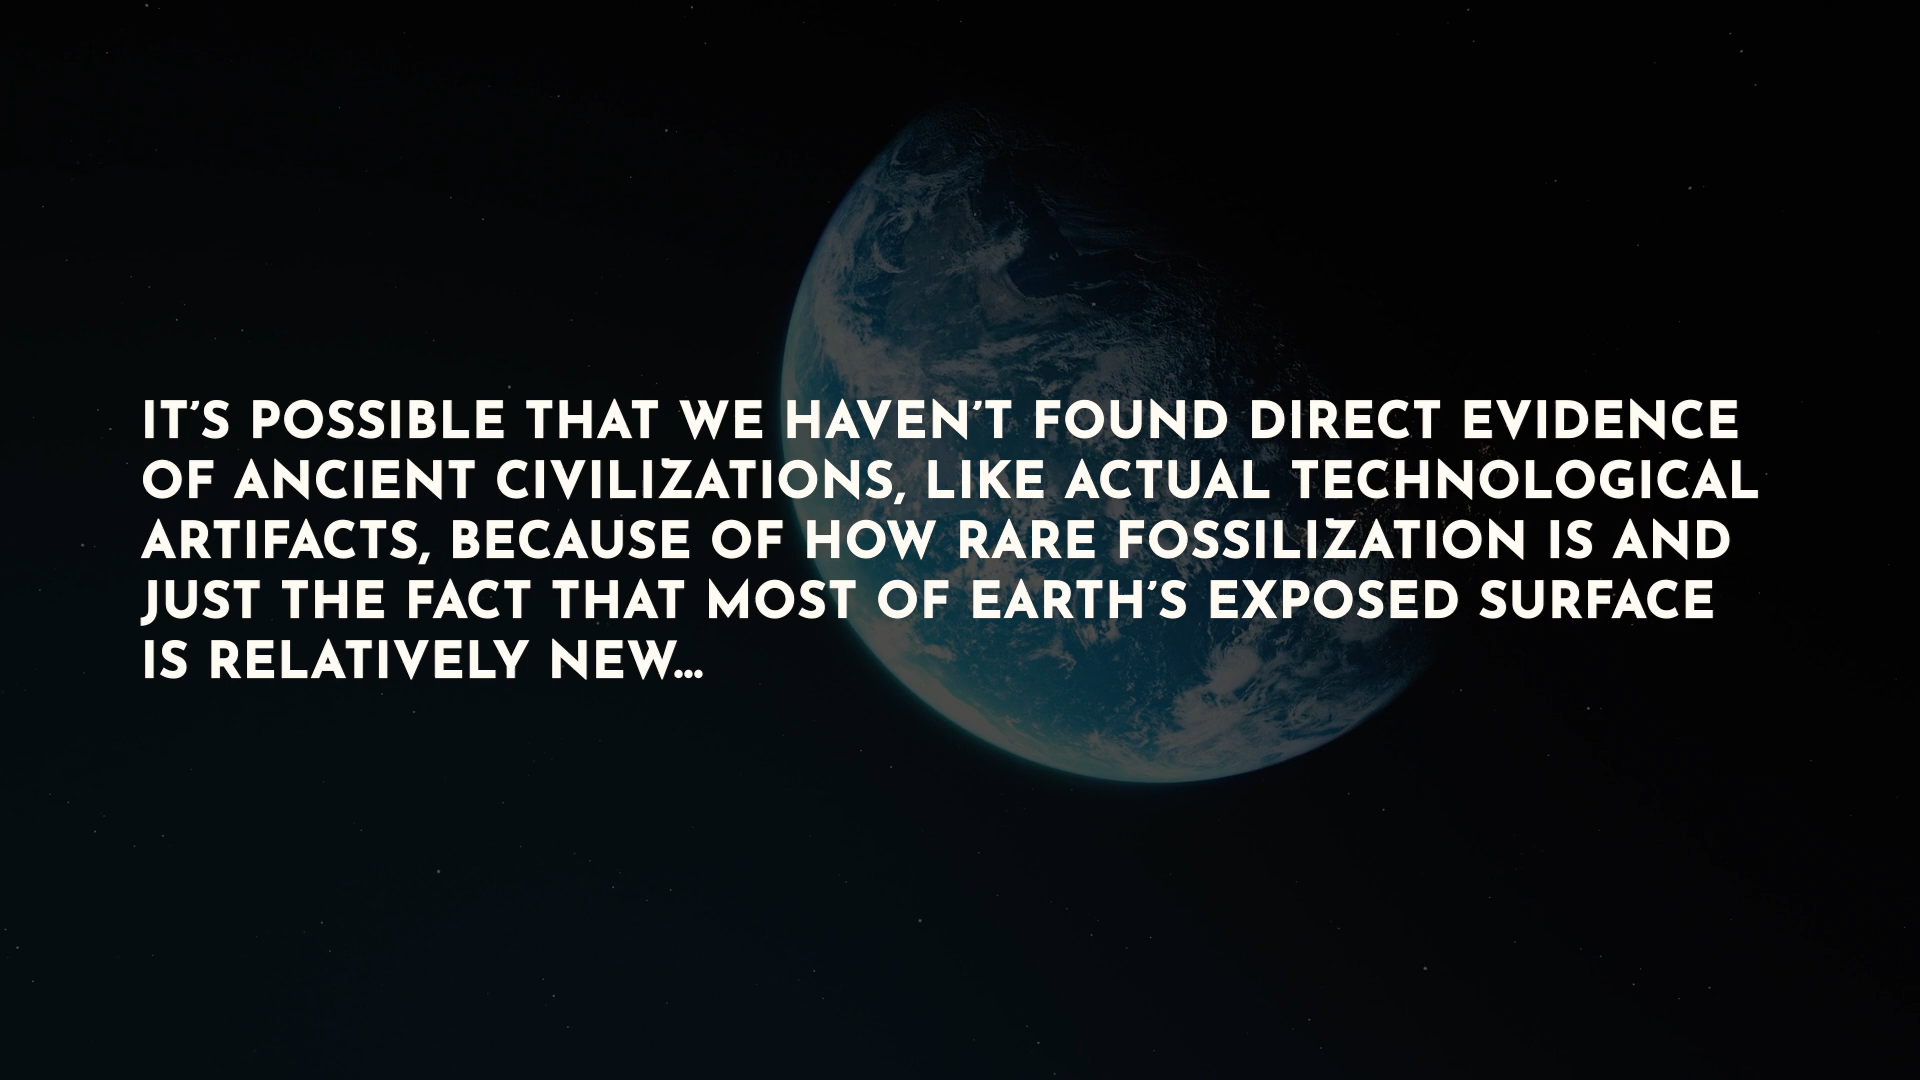 IT’S POSSIBLE THAT WE HAVEN’T FOUND DIRECT EVIDENCE
OF ANCIENT CIVILIZATIONS, LIKE ACTUAL TECHNOLOGICAL
ARTIFACTS, BECAUSE OF HOW RARE FOSSILIZATION IS AND
JUST THE FACT THAT MOST OF EARTH’S EXPOSED SURFACE
IS RELATIVELY NEW…